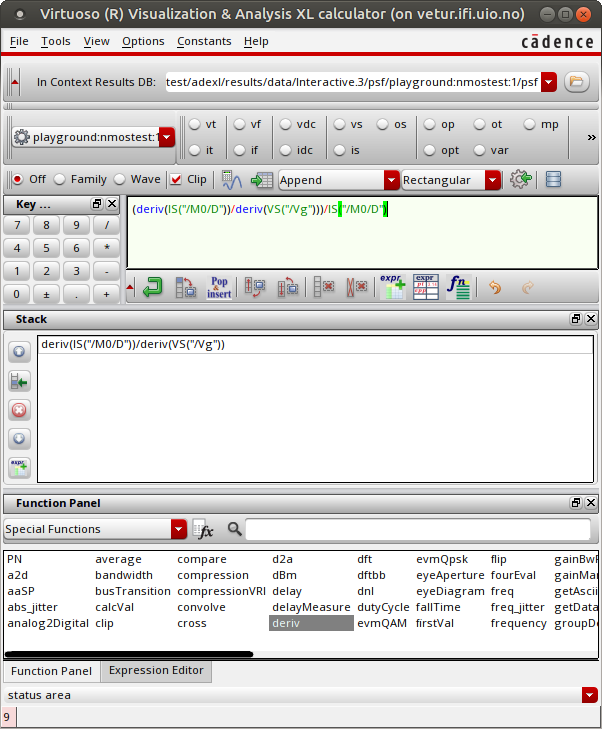 Virtuoso (R) Visualization & Analysis XL calculator (on vetur.ifi.uio.no)
File Tools View Options Constants Help
cādence
In Context Results DB: test/adexl/results/data/Interactive.3/psf/playground:nmostest:1/psf
playground:nmostest:1
vt vf vdc vs os op ot mp
it if idc is opt var
»
Off Family Wave Clip Append Rectangular
Key ...
7 8 9 /
4 5 6 *
1 2 3 -
0 ± . +
(deriv(IS("/M0/D"))/deriv(VS("/Vg")))/IS("/M0/D")
Pop & insert
expr
expr
fn
Stack
deriv(IS("/M0/D"))/deriv(VS("/Vg"))
expr
Function Panel
Special Functions fx
PN average compare d2a dft evmQpsk flip gainBwP
a2d bandwidth compression dBm dftbb eyeAperture fourEval gainMar
aaSP busTransition compressionVRI delay dnl eyeDiagram freq getAscii
abs_jitter calcVal convolve delayMeasure dutyCycle fallTime freq_jitter getData
analog2Digital clip cross deriv evmQAM firstVal frequency groupDe
Function Panel Expression Editor
status area
9